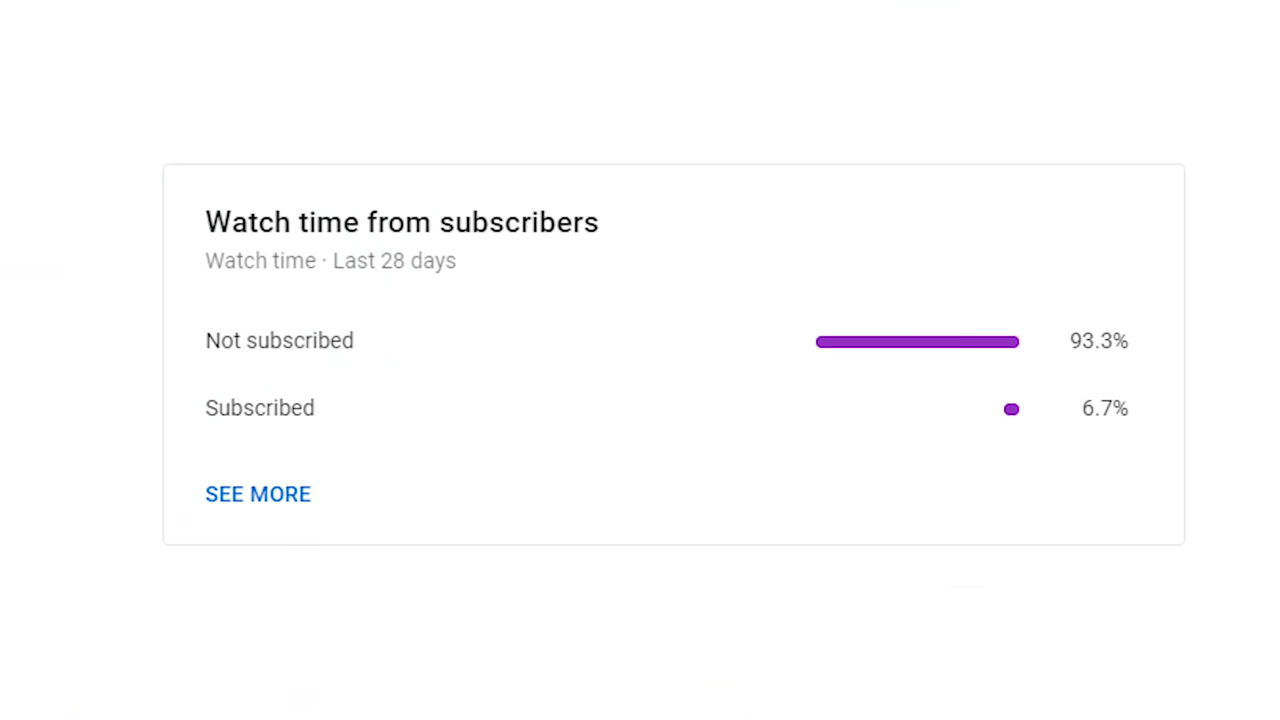 Watch time from subscribers
Watch time · Last 28 days
Not subscribed 93.3%
Subscribed 6.7%
SEE MORE